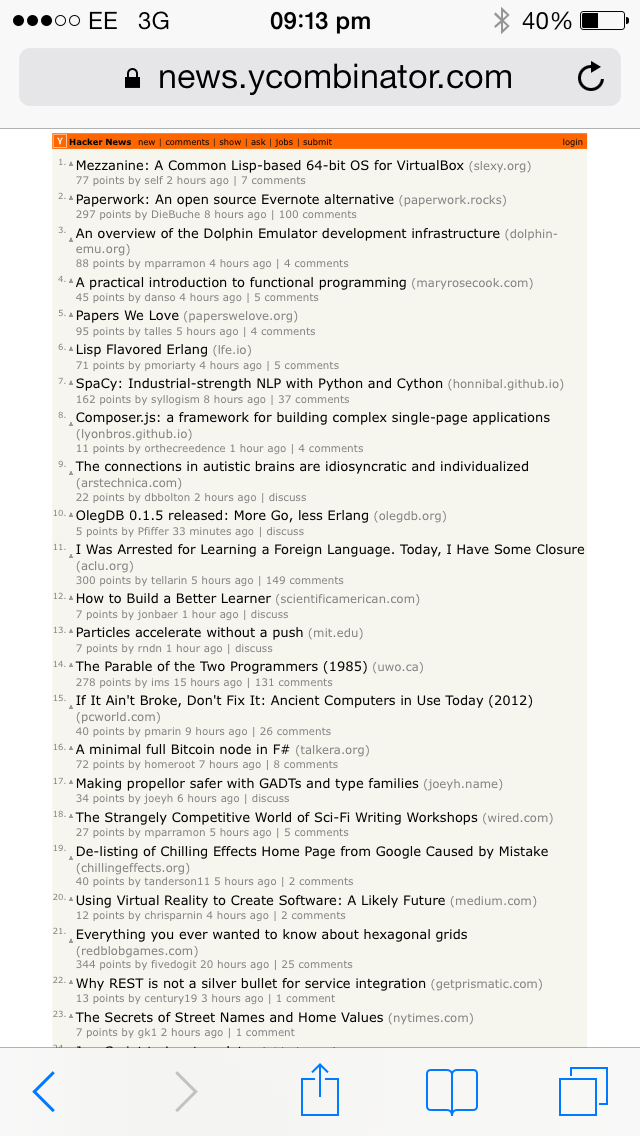 EE 3G 09:13 pm 40%
news.ycombinator.com
Y Hacker News new | comments | show | ask | jobs | submit login
1. Mezzanine: A Common Lisp-based 64-bit OS for VirtualBox (slexy.org)
77 points by self 2 hours ago | 7 comments
2. Paperwork: An open source Evernote alternative (paperwork.rocks)
297 points by DieBuche 8 hours ago | 100 comments
3. An overview of the Dolphin Emulator development infrastructure (dolphin-
emu.org)
88 points by mparramon 4 hours ago | 4 comments
4. A practical introduction to functional programming (maryrosecook.com)
45 points by danso 4 hours ago | 5 comments
5. Papers We Love (paperswelove.org)
95 points by talles 5 hours ago | 4 comments
6. Lisp Flavored Erlang (lfe.io)
71 points by pmoriarty 4 hours ago | 5 comments
7. SpaCy: Industrial-strength NLP with Python and Cython (honnibal.github.io)
162 points by syllogism 8 hours ago | 37 comments
8. Composer.js: a framework for building complex single-page applications
(lyonbros.github.io)
11 points by orthecreedence 1 hour ago | 4 comments
9. The connections in autistic brains are idiosyncratic and individualized
(arstechnica.com)
22 points by dbbolton 2 hours ago | discuss
10. OlegDB 0.1.5 released: More Go, less Erlang (olegdb.org)
5 points by Pfiffer 33 minutes ago | discuss
11. I Was Arrested for Learning a Foreign Language. Today, I Have Some Closure
(aclu.org)
300 points by tellarin 5 hours ago | 149 comments
12. How to Build a Better Learner (scientificamerican.com)
7 points by jonbaer 1 hour ago | discuss
13. Particles accelerate without a push (mit.edu)
7 points by rndn 1 hour ago | discuss
14. The Parable of the Two Programmers (1985) (uwo.ca)
278 points by ims 15 hours ago | 131 comments
15. If It Ain't Broke, Don't Fix It: Ancient Computers in Use Today (2012)
(pcworld.com)
40 points by pmarin 9 hours ago | 26 comments
16. A minimal full Bitcoin node in F# (talkera.org)
72 points by homeroot 7 hours ago | 8 comments
17. Making propellor safer with GADTs and type families (joeyh.name)
34 points by joeyh 6 hours ago | discuss
18. The Strangely Competitive World of Sci-Fi Writing Workshops (wired.com)
27 points by mparramon 5 hours ago | 5 comments
19. De-listing of Chilling Effects Home Page from Google Caused by Mistake
(chillingeffects.org)
40 points by tanderson11 5 hours ago | 2 comments
20. Using Virtual Reality to Create Software: A Likely Future (medium.com)
12 points by chrisparnin 4 hours ago | 2 comments
21. Everything you ever wanted to know about hexagonal grids
(redblobgames.com)
344 points by fivedogit 20 hours ago | 25 comments
22. Why REST is not a silver bullet for service integration (getprismatic.com)
13 points by century19 3 hours ago | 1 comment
23. The Secrets of Street Names and Home Values (nytimes.com)
7 points by gk1 2 hours ago | 1 comment